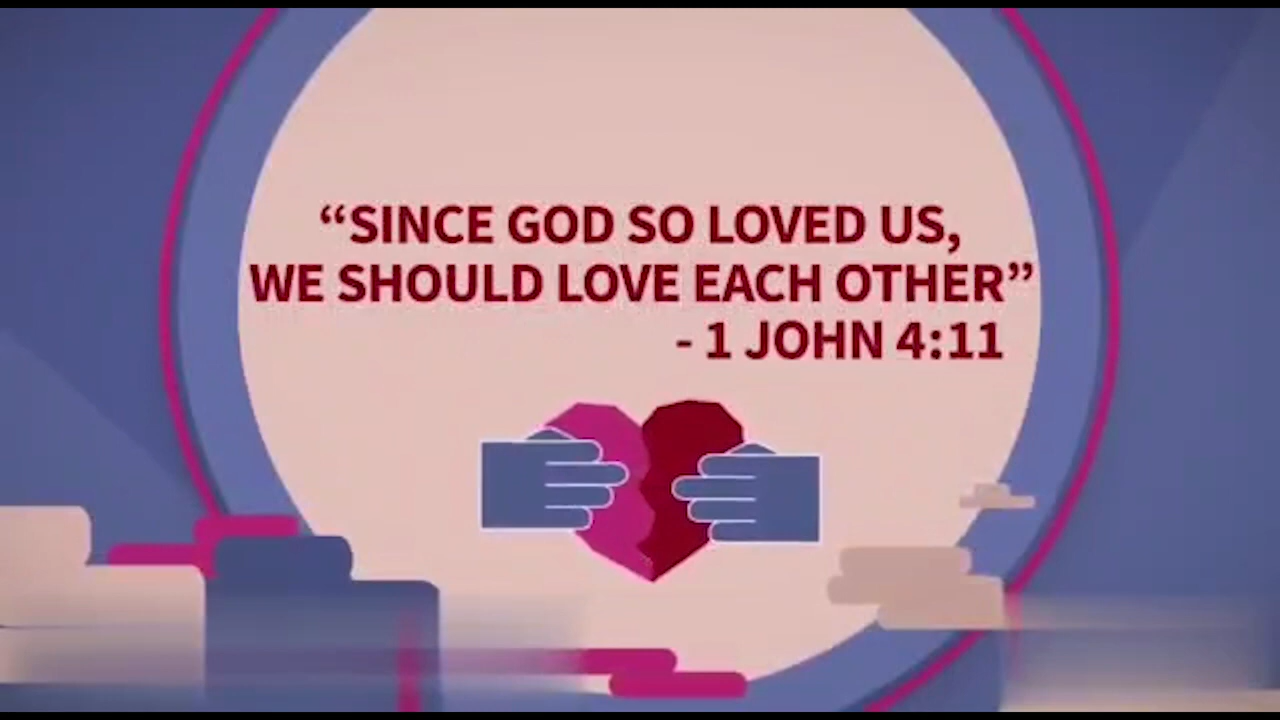 “SINCE GOD SO LOVED US,
WE SHOULD LOVE EACH OTHER”
- 1 JOHN 4:11